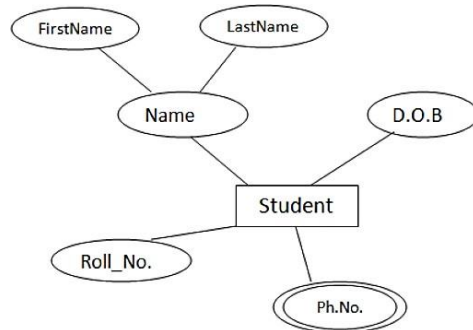 FirstName
LastName
Name
D.O.B
Student
Roll_No.
Ph.No.